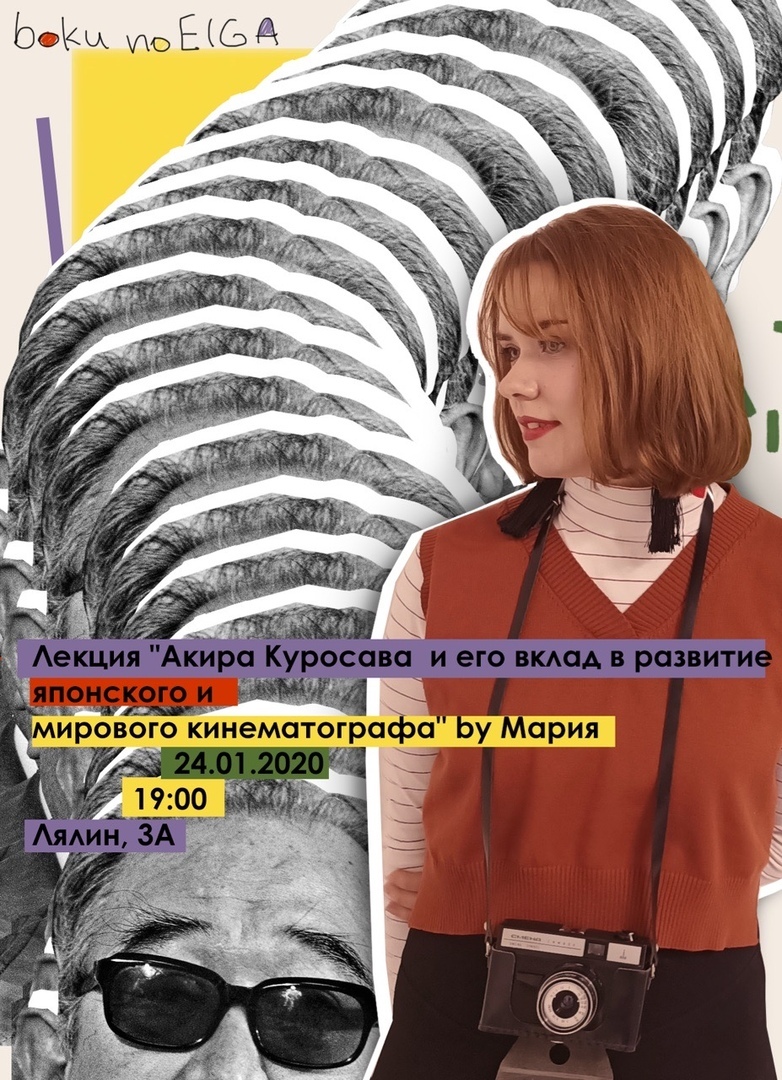 boku no EIGA
Лекция "Акира Куросава и его вклад в развитие
японского и
мирового кинематографа" by Мария
24.01.2020
19:00
Лялин, 3А
СМЕНА